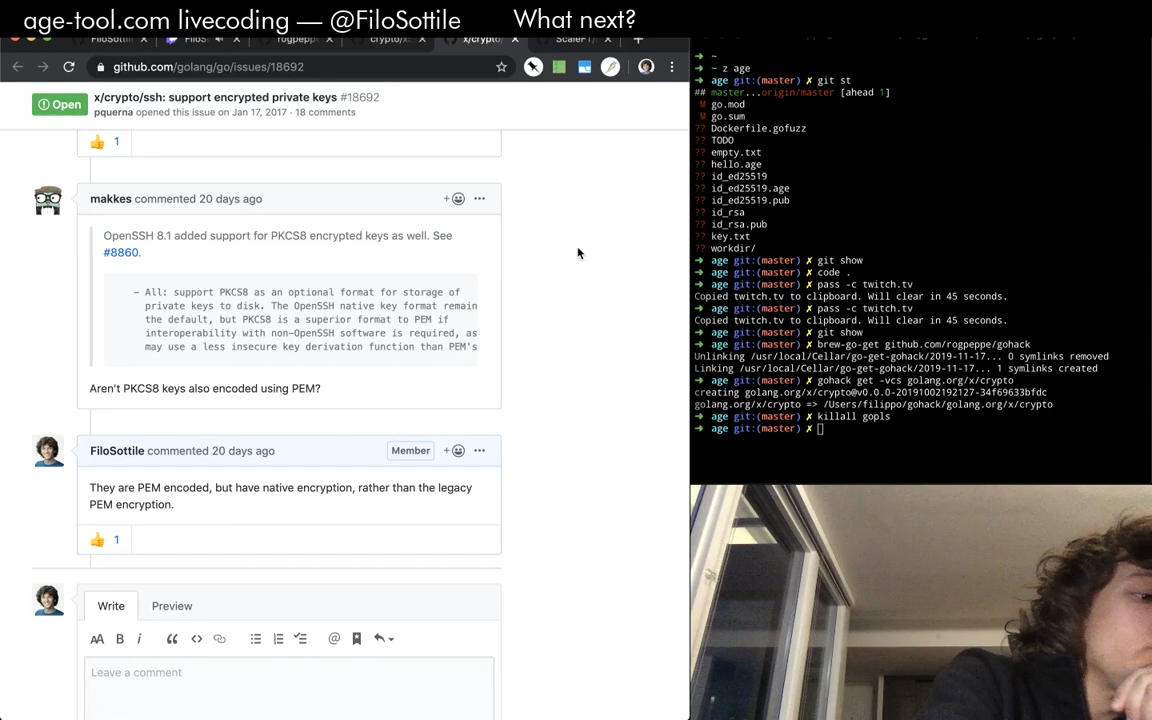 age-tool.com livecoding — @FiloSottile
What next?
FiloSottil
FiloS
rogpeppe
crypto/x
x/crypto/
ScaleFT/
github.com/golang/go/issues/18692
Open
x/crypto/ssh: support encrypted private keys #18692
pquerna opened this issue on Jan 17, 2017 · 18 comments
👍 1
makkes commented 20 days ago
OpenSSH 8.1 added support for PKCS8 encrypted keys as well. See
#8860.
– All: support PKCS8 as an optional format for storage of
private keys to disk. The OpenSSH native key format remain
the default, but PKCS8 is a superior format to PEM if
interoperability with non-OpenSSH software is required, as
may use a less insecure key derivation function than PEM's
Aren't PKCS8 keys also encoded using PEM?
FiloSottile commented 20 days ago
Member
They are PEM encoded, but have native encryption, rather than the legacy
PEM encryption.
👍 1
Write
Preview
AA B i
Leave a comment
➜ ~
➜ ~ z age
➜ age git:(master) ✗ git st
## master...origin/master [ahead 1]
M go.mod
M go.sum
?? Dockerfile.gofuzz
?? TODO
?? empty.txt
?? hello.age
?? id_ed25519
?? id_ed25519.age
?? id_ed25519.pub
?? id_rsa
?? id_rsa.pub
?? key.txt
?? workdir/
➜ age git:(master) ✗ git show
➜ age git:(master) ✗ code .
➜ age git:(master) ✗ pass -c twitch.tv
Copied twitch.tv to clipboard. Will clear in 45 seconds.
➜ age git:(master) ✗ pass -c twitch.tv
Copied twitch.tv to clipboard. Will clear in 45 seconds.
➜ age git:(master) ✗ git show
➜ age git:(master) ✗ brew-go-get github.com/rogpeppe/gohack
Unlinking /usr/local/Cellar/go-get-gohack/2019-11-17... 0 symlinks removed
Linking /usr/local/Cellar/go-get-gohack/2019-11-17... 1 symlinks created
➜ age git:(master) ✗ gohack get -vcs golang.org/x/crypto
creating golang.org/x/crypto@v0.0.0-20191002192127-34f69633bfdc
golang.org/x/crypto => /Users/filippo/gohack/golang.org/x/crypto
➜ age git:(master) ✗ killall gopls
➜ age git:(master) ✗